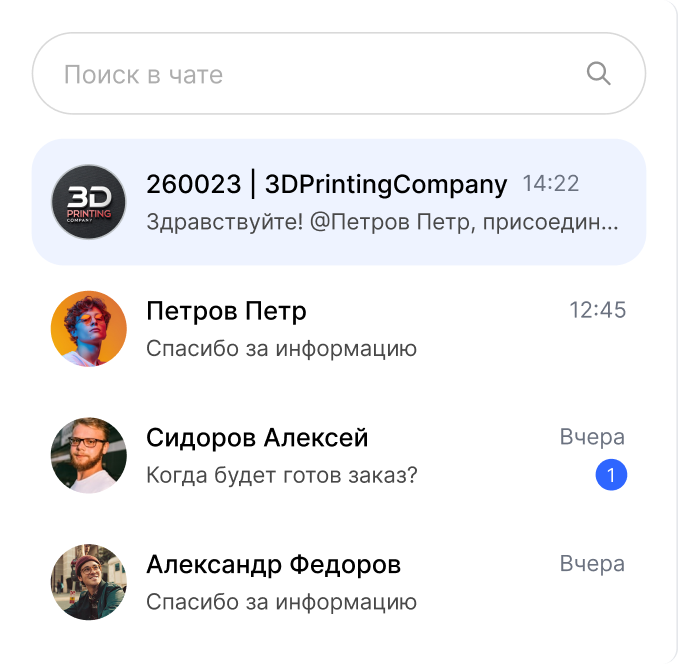 Поиск в чате
3D
PRINTING
COMPANY
260023 | 3DPrintingCompany 14:22
Здравствуйте! @Петров Петр, присоедин...
Петров Петр 12:45
Спасибо за информацию
Сидоров Алексей Вчера
Когда будет готов заказ? 1
Александр Федоров Вчера
Спасибо за информацию